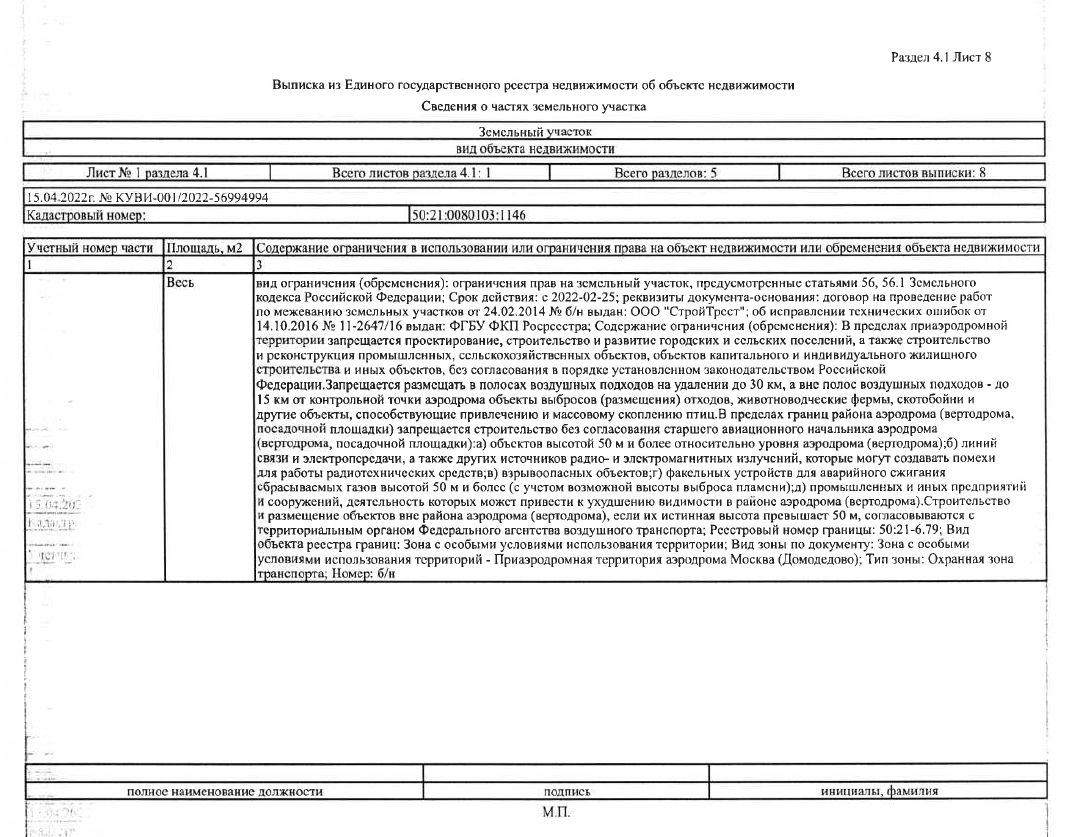 Раздел 4.1 Лист 8
Выписка из Единого государственного реестра недвижимости об объекте недвижимости
Сведения о частях земельного участка
Земельный участок
вид объекта недвижимости
Лист № 1 раздела 4.1 Всего листов раздела 4.1: 1 Всего разделов: 5 Всего листов выписки: 8
15.04.2022г. № КУВИ-001/2022-56994994
Кадастровый номер: 50:21:0080103:1146
Учетный номер части Площадь, м2 Содержание ограничения в использовании или ограничения права на объект недвижимости или обременения объекта недвижимости
1 2 3
Весь вид ограничения (обременения): ограничения прав на земельный участок, предусмотренные статьями 56, 56.1 Земельного
кодекса Российской Федерации; Срок действия: с 2022-02-25; реквизиты документа-основания: договор на проведение работ
по межеванию земельных участков от 24.02.2014 № б/н выдан: ООО "СтройТрест"; об исправлении технических ошибок от
14.10.2016 № 11-2647/16 выдан: ФГБУ ФКП Росреестра; Содержание ограничения (обременения): В пределах приаэродромной
территории запрещается проектирование, строительство и развитие городских и сельских поселений, а также строительство
и реконструкция промышленных, сельскохозяйственных объектов, объектов капитального и индивидуального жилищного
строительства и иных объектов, без согласования в порядке установленном законодательством Российской
Федерации.Запрещается размещать в полосах воздушных подходов на удалении до 30 км, а вне полос воздушных подходов - до
15 км от контрольной точки аэродрома объекты выбросов (размещения) отходов, животноводческие фермы, скотобойни и
другие объекты, способствующие привлечению и массовому скоплению птиц.В пределах границ района аэродрома (вертодрома,
посадочной площадки) запрещается строительство без согласования старшего авиационного начальника аэродрома
(вертодрома, посадочной площадки):а) объектов высотой 50 м и более относительно уровня аэродрома (вертодрома);б) линий
связи и электропередачи, а также других источников радио- и электромагнитных излучений, которые могут создавать помехи
для работы радиотехнических средств;в) взрывоопасных объектов;г) факельных устройств для аварийного сжигания
сбрасываемых газов высотой 50 м и более (с учетом возможной высоты выброса пламени);д) промышленных и иных предприятий
и сооружений, деятельность которых может привести к ухудшению видимости в районе аэродрома (вертодрома).Строительство
и размещение объектов вне района аэродрома (вертодрома), если их истинная высота превышает 50 м, согласовываются с
территориальным органом Федерального агентства воздушного транспорта; Реестровый номер границы: 50:21-6.79; Вид
объекта реестра границ: Зона с особыми условиями использования территории; Вид зоны по документу: Зона с особыми
условиями использования территорий - Приаэродромная территория аэродрома Москва (Домодедово); Тип зоны: Охранная зона
транспорта; Номер: б/н
полное наименование должности подпись инициалы, фамилия
М.П.